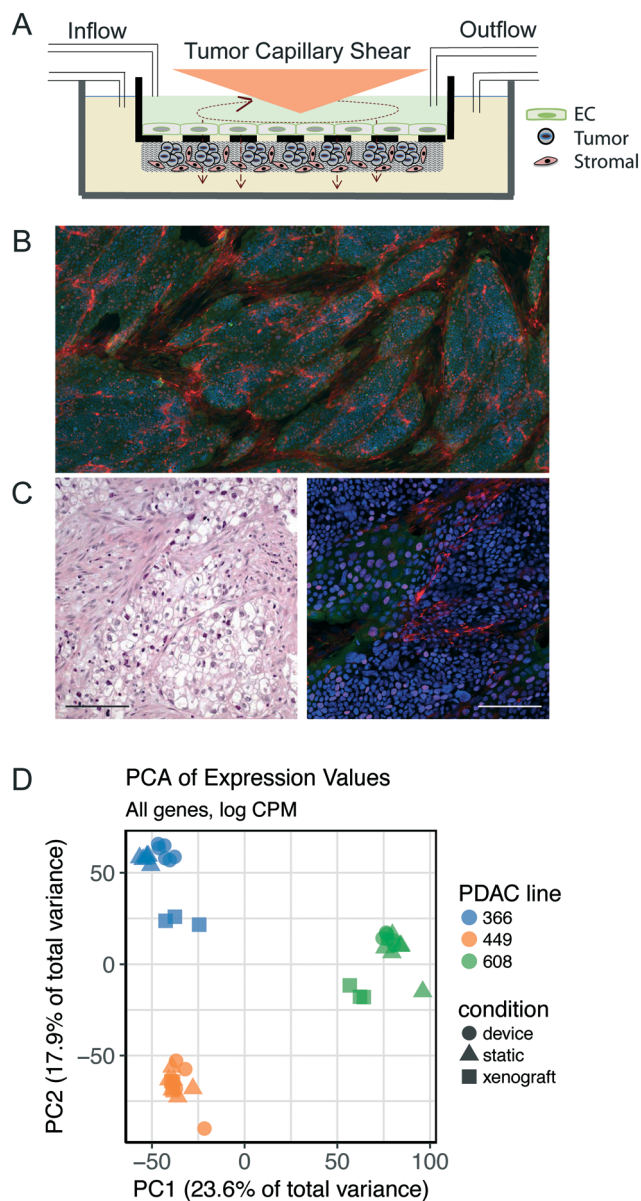 A
Inflow
Tumor Capillary Shear
Outflow
EC
Tumor
Stromal
B
C
D
PCA of Expression Values
All genes, log CPM
PC2 (17.9% of total variance)
50
0
−50
−50
0
50
100
PC1 (23.6% of total variance)
PDAC line
366
449
608
condition
device
static
xenograft